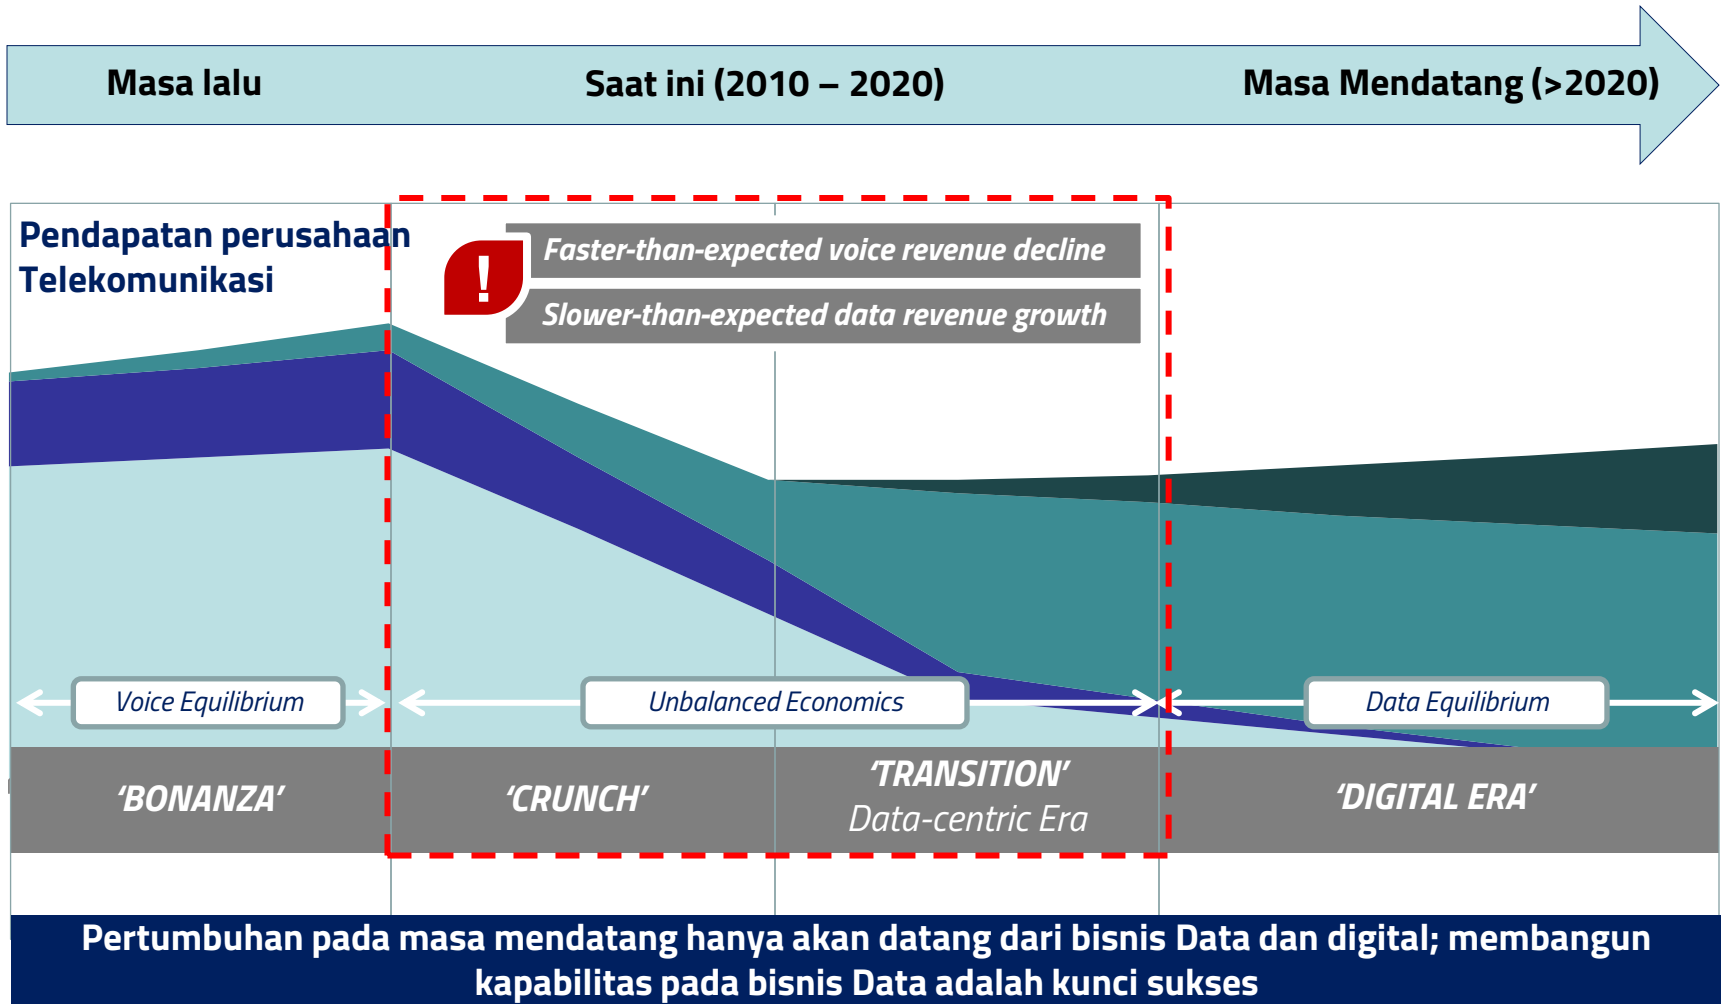 Masa lalu
Saat ini (2010 – 2020)
Masa Mendatang (>2020)
Pendapatan perusahaan
Telekomunikasi
!
Faster-than-expected voice revenue decline
Slower-than-expected data revenue growth
Voice Equilibrium
Unbalanced Economics
Data Equilibrium
‘BONANZA’
‘CRUNCH’
‘TRANSITION’
Data-centric Era
‘DIGITAL ERA’
Pertumbuhan pada masa mendatang hanya akan datang dari bisnis Data dan digital; membangun
kapabilitas pada bisnis Data adalah kunci sukses